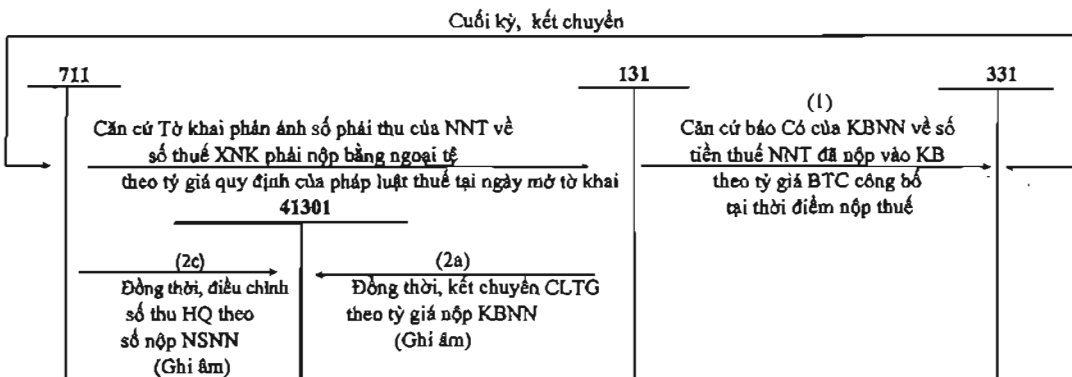 Cuối kỳ, kết chuyển
711
131
331
(1)
Căn cứ Tờ khai phản ánh số phải thu của NNT về
số thuế XNK phải nộp bằng ngoại tệ
theo tỷ giá quy định của pháp luật thuế tại ngày mở tờ khai
Căn cứ báo Có của KBNN về số
tiền thuế NNT đã nộp vào KB
theo tỷ giá BTC công bố
tại thời điểm nộp thuế
41301
(2c)
Đồng thời, điều chỉnh
số thu HQ theo
số nộp NSNN
(Ghi âm)
(2a)
Đồng thời, kết chuyển CLTG
theo tỷ giá nộp KBNN
(Ghi âm)